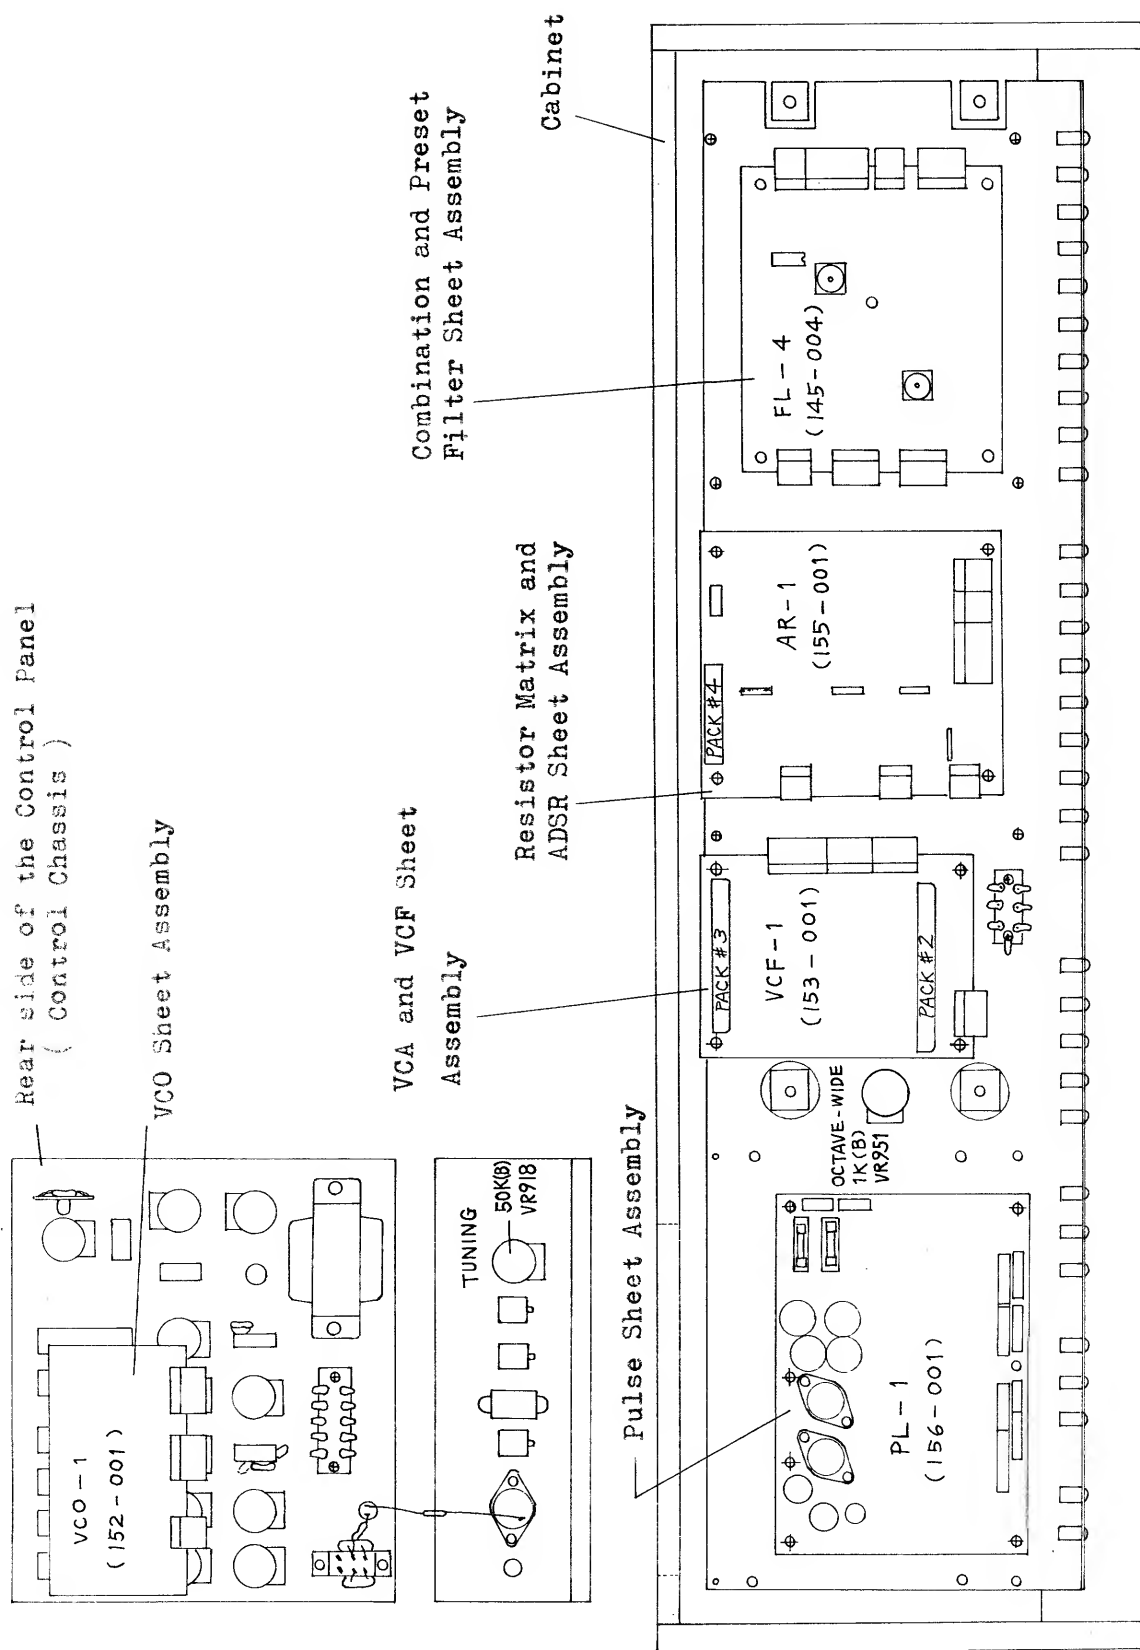 Rear side of the Control Panel
( Control Chassis )
VCO Sheet Assembly
VCO-1
(152-001)
TUNING
50K(B)
VR918
VCA and VCF Sheet
Assembly
Resistor Matrix and
ADSR Sheet Assembly
Combination and Preset
Filter Sheet Assembly
Cabinet
Pulse Sheet Assembly
PL-1
(156-001)
OCTAVE-WIDE
1K(B)
VR951
PACK #3
VCF-1
(153-001)
PACK #2
PACK #4
AR-1
(155-001)
FL-4
(145-004)